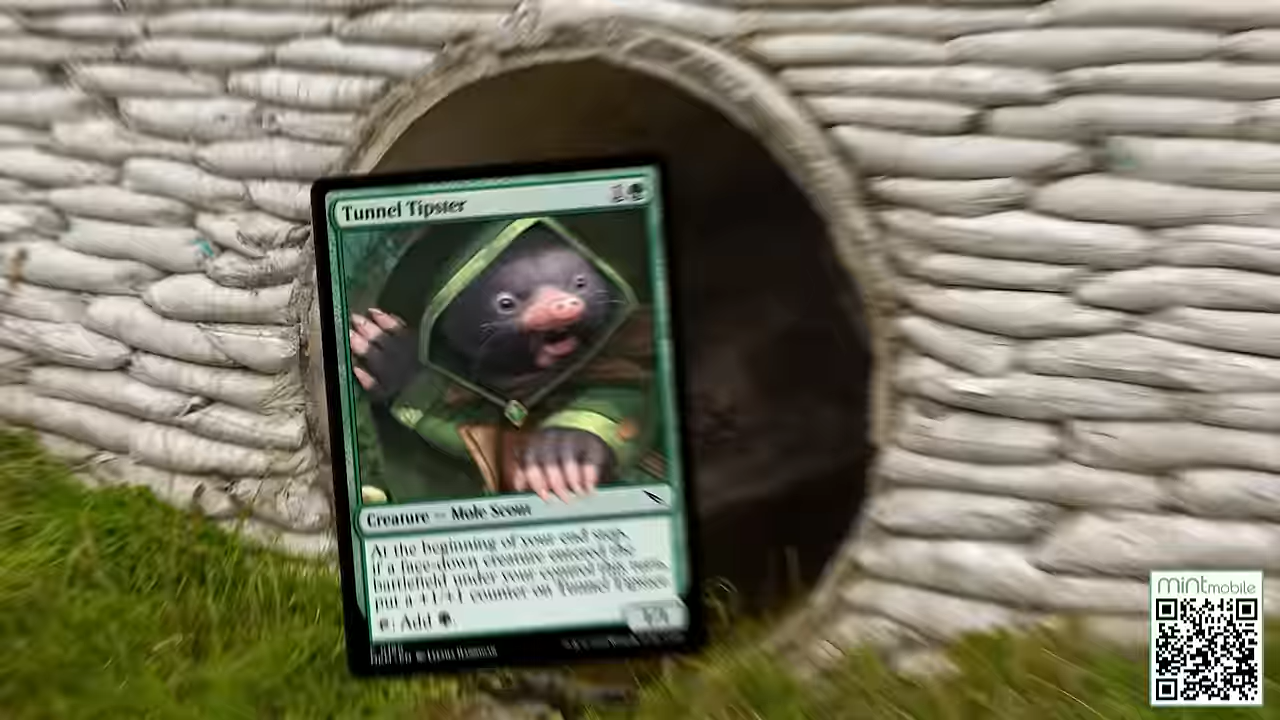 Tunnel Tipster 1
Creature — Mole Scout
At the beginning of your end step,
if a face-down creature entered the
battlefield under your control this turn,
put a +1/+1 counter on Tunnel Tipster.
: Add .
mintmobile